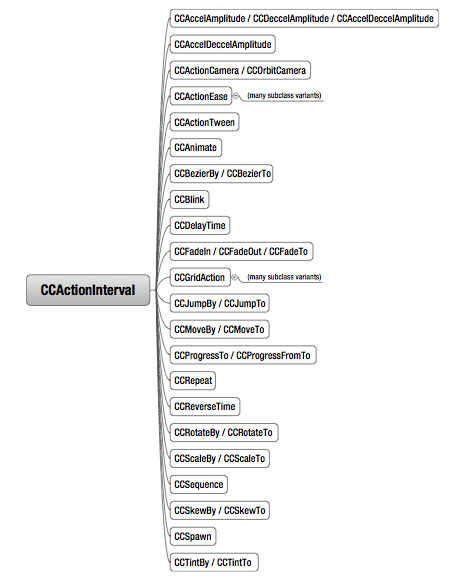 CCAccelAmplitude / CCDeccelAmplitude / CCAccelDeccelAmplitude
CCAccelDeccelAmplitude
CCActionCamera / CCOrbitCamera
CCActionEase (many subclass variants)
CCActionTween
CCAnimate
CCBezierBy / CCBezierTo
CCBlink
CCDelayTime
CCFadeIn / CCFadeOut / CCFadeTo
CCActionInterval
CCGridAction (many subclass variants)
CCJumpBy / CCJumpTo
CCMoveBy / CCMoveTo
CCProgressTo / CCProgressFromTo
CCRepeat
CCReverseTime
CCRotateBy / CCRotateTo
CCScaleBy / CCScaleTo
CCSequence
CCSkewBy / CCSkewTo
CCSpawn
CCTintBy / CCTintTo